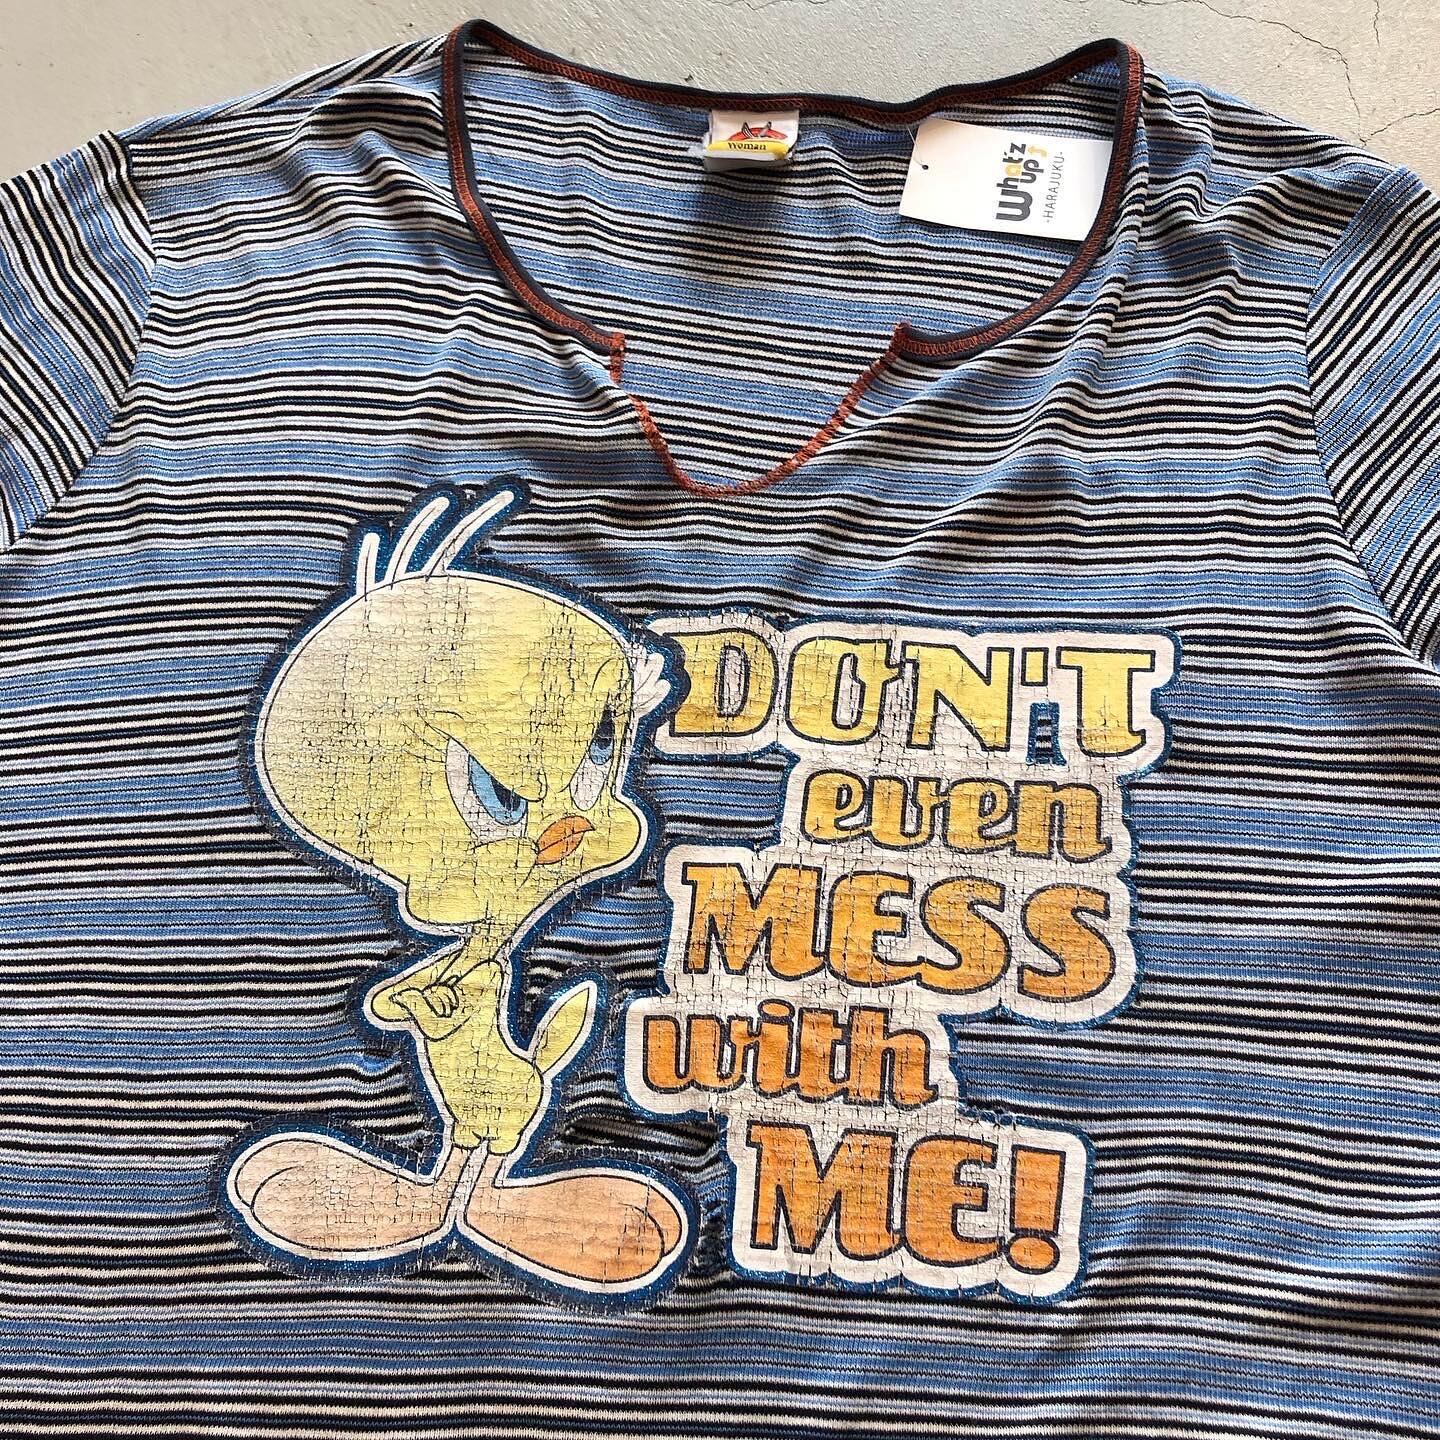 Woman
What'z
up?
-HARAJUKU-
DON'T
even
MESS
with
ME!